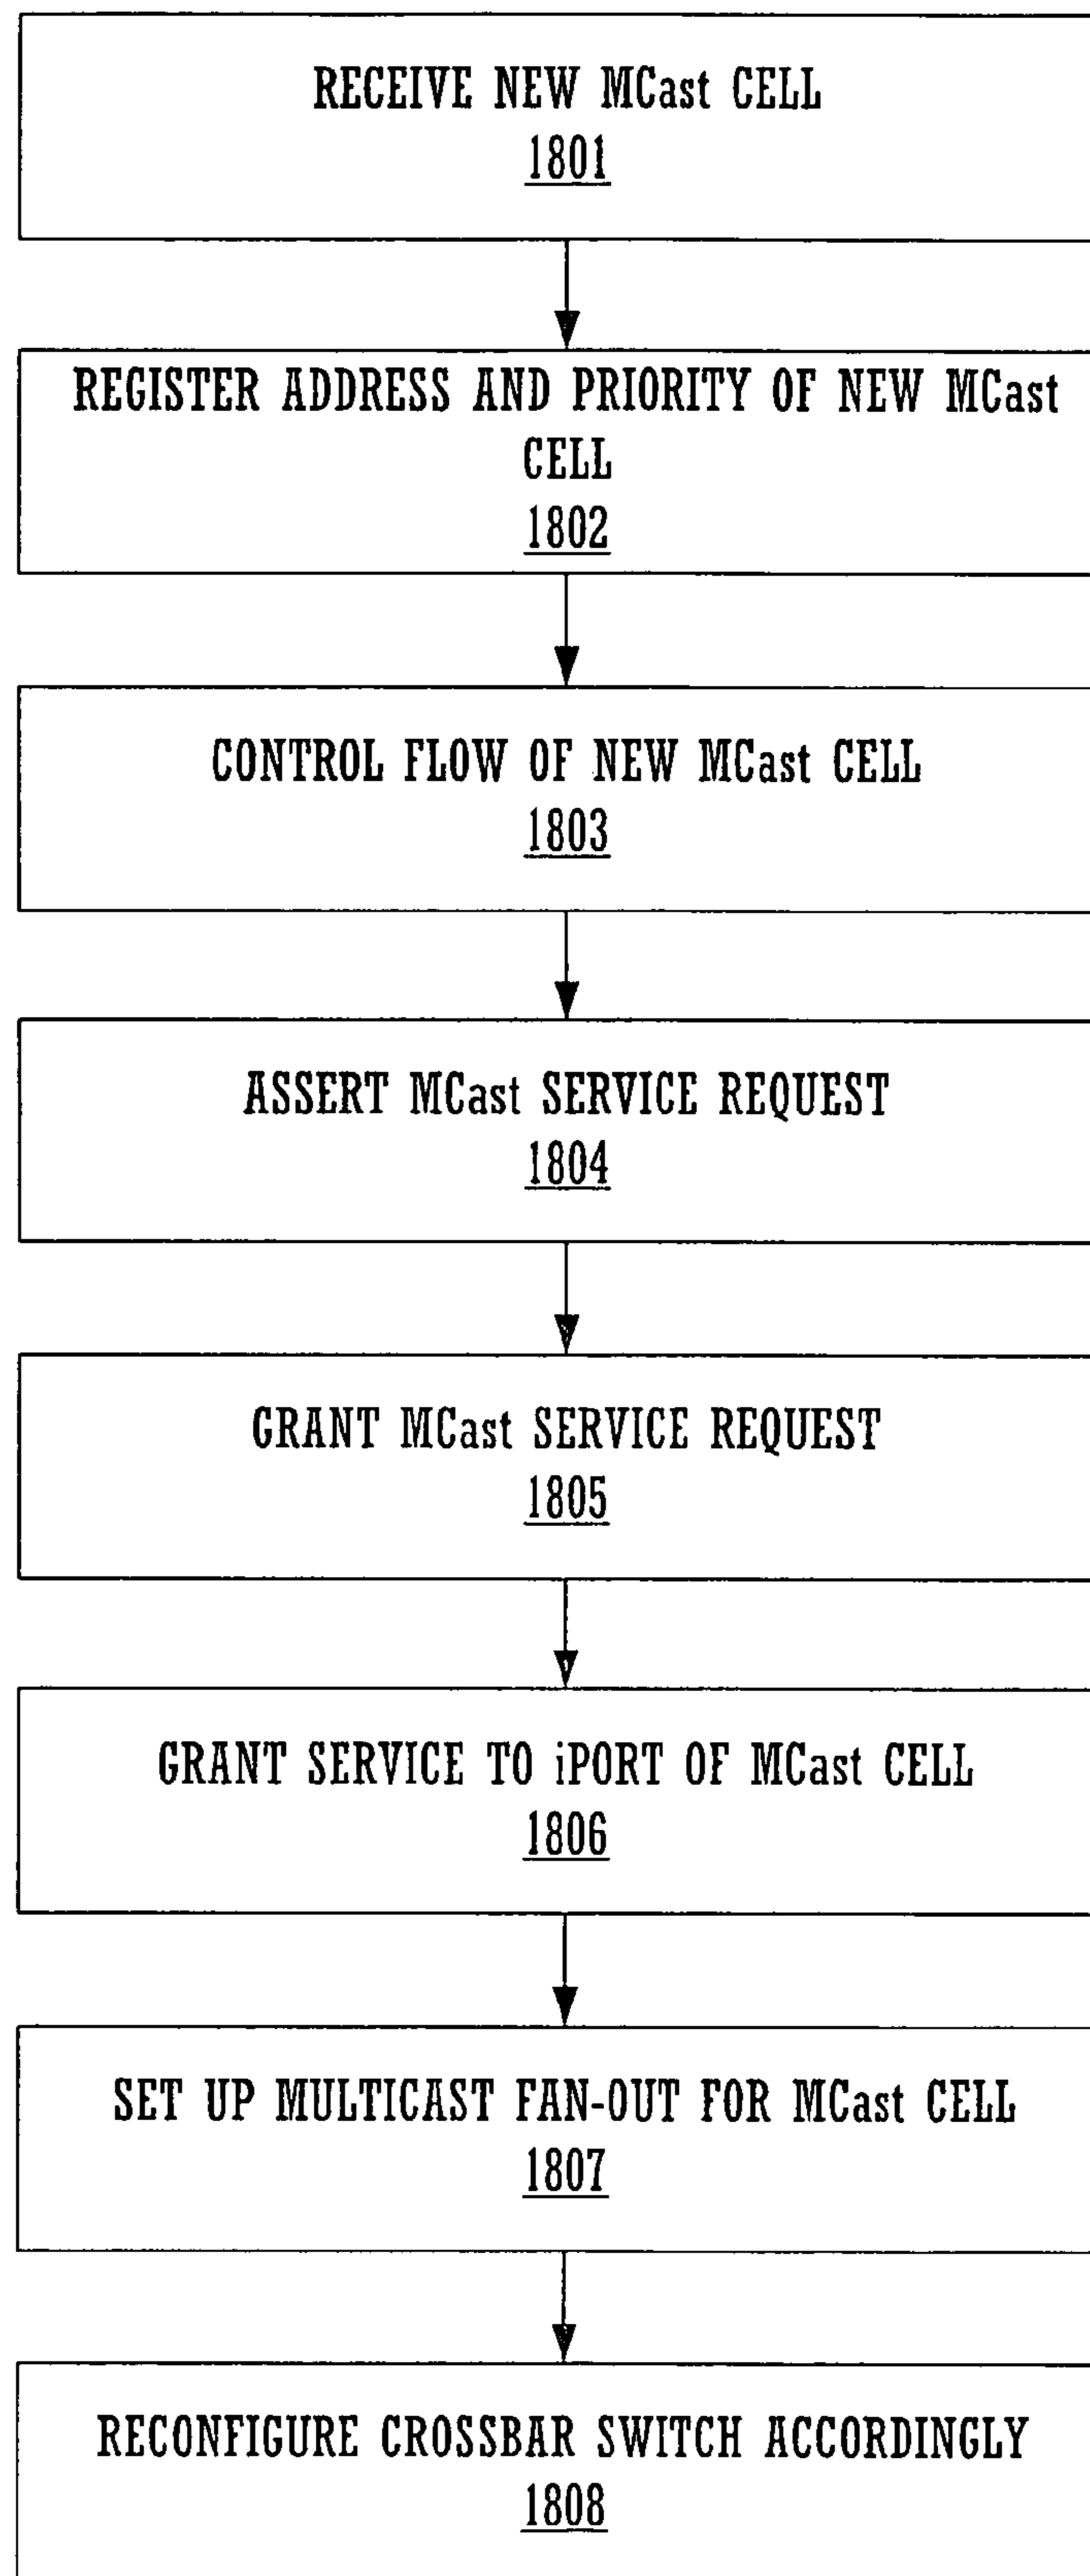 RECEIVE NEW MCast CELL
1801
REGISTER ADDRESS AND PRIORITY OF NEW MCast
CELL
1802
CONTROL FLOW OF NEW MCast CELL
1803
ASSERT MCast SERVICE REQUEST
1804
GRANT MCast SERVICE REQUEST
1805
GRANT SERVICE TO iPORT OF MCast CELL
1806
SET UP MULTICAST FAN-OUT FOR MCast CELL
1807
RECONFIGURE CROSSBAR SWITCH ACCORDINGLY
1808